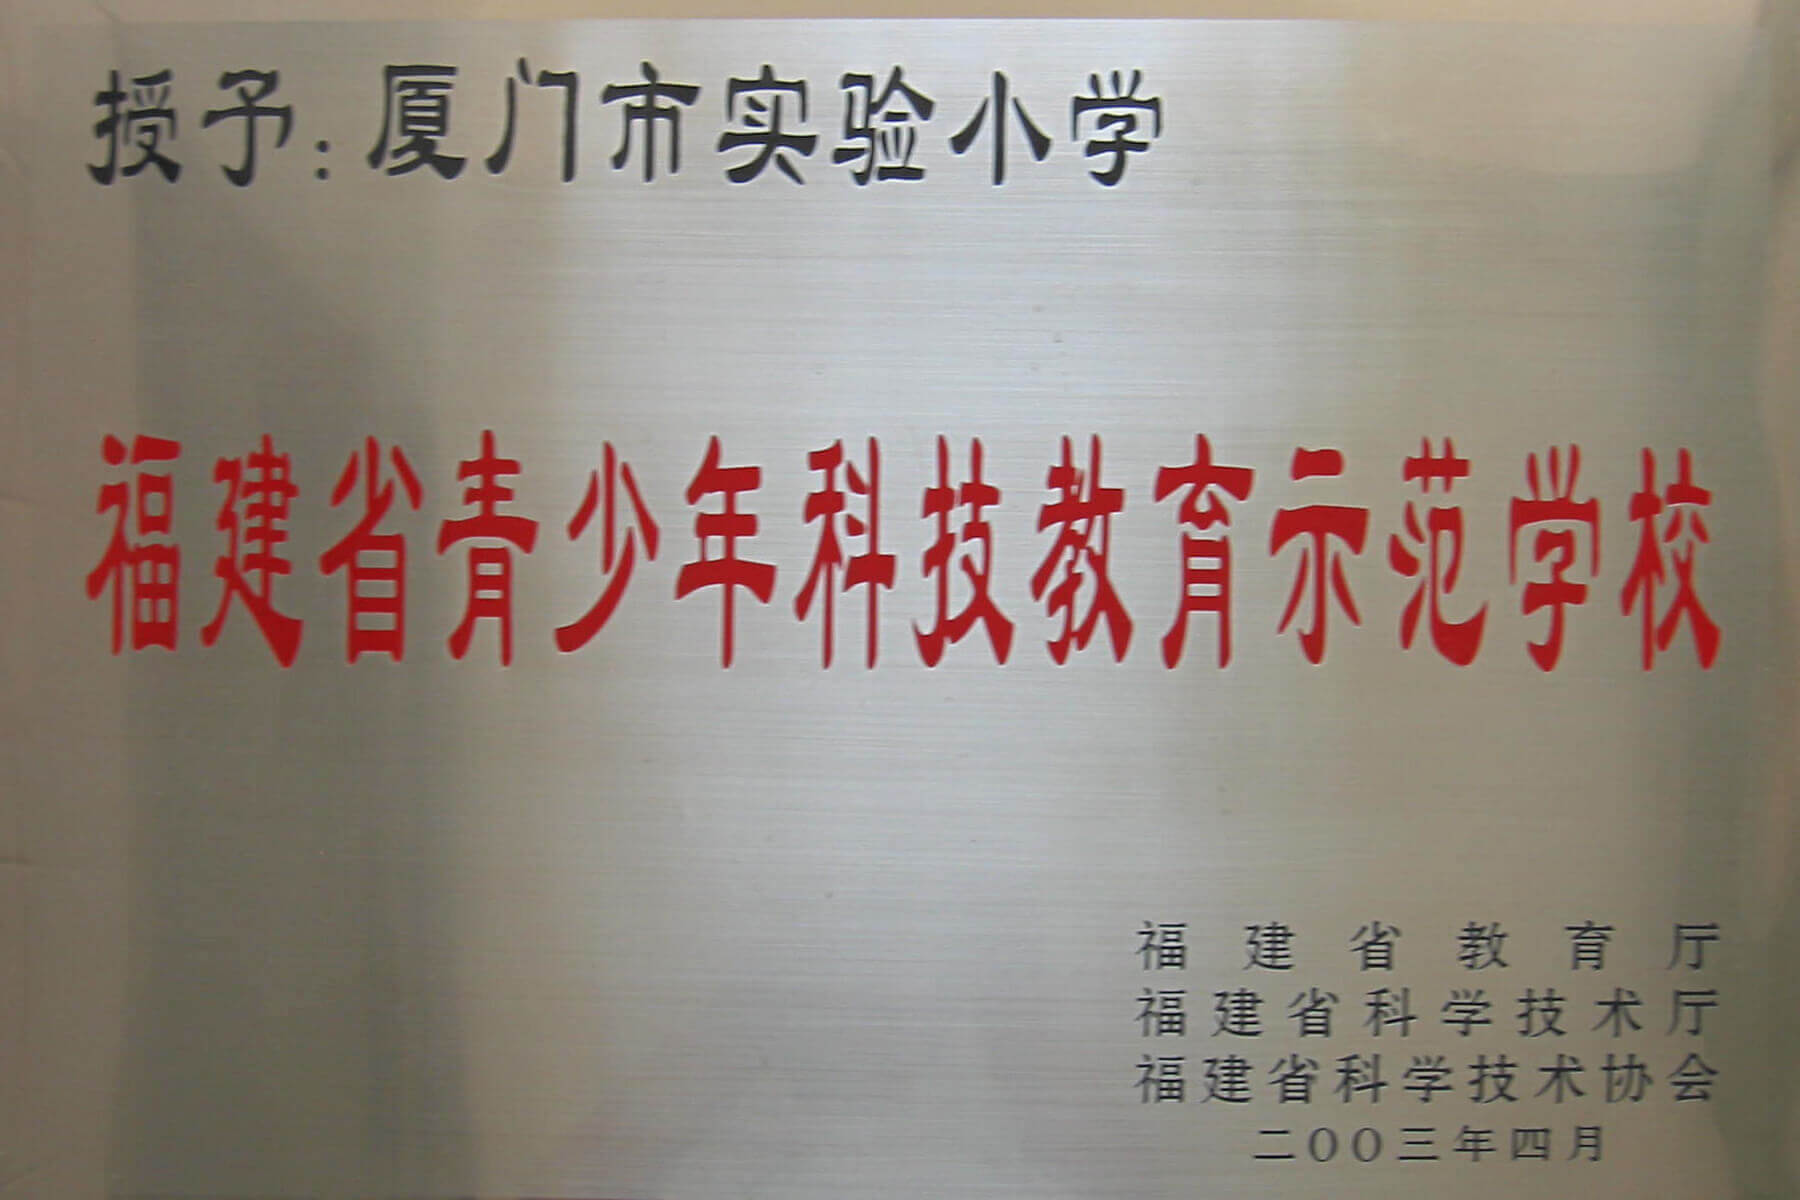 授予：厦门市实验小学
福建省青少年科技教育示范学校
福建省教育厅
福建省科学技术厅
福建省科学技术协会
二〇〇三年四月